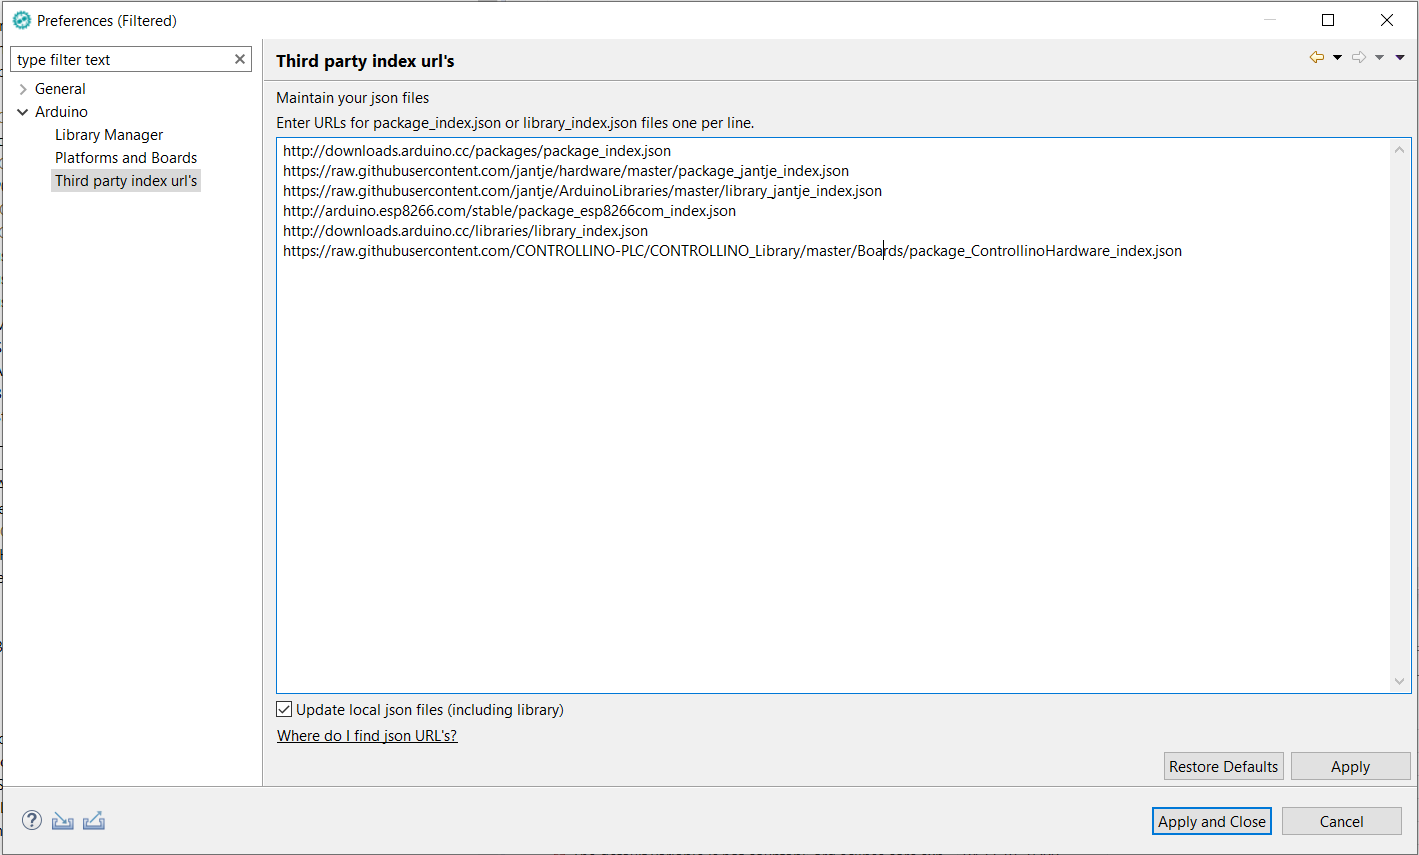 Preferences (Filtered)
type filter text
General
Arduino
Library Manager
Platforms and Boards
Third party index url's
Third party index url's
Maintain your json files
Enter URLs for package_index.json or library_index.json files one per line.
http://downloads.arduino.cc/packages/package_index.json
https://raw.githubusercontent.com/jantje/hardware/master/package_jantje_index.json
https://raw.githubusercontent.com/jantje/ArduinoLibraries/master/library_jantje_index.json
http://arduino.esp8266.com/stable/package_esp8266com_index.json
http://downloads.arduino.cc/libraries/library_index.json
https://raw.githubusercontent.com/CONTROLLINO-PLC/CONTROLLINO_Library/master/Boards/package_ControllinoHardware_index.json
Update local json files (including library)
Where do I find json URL's?
Restore Defaults
Apply
Apply and Close
Cancel